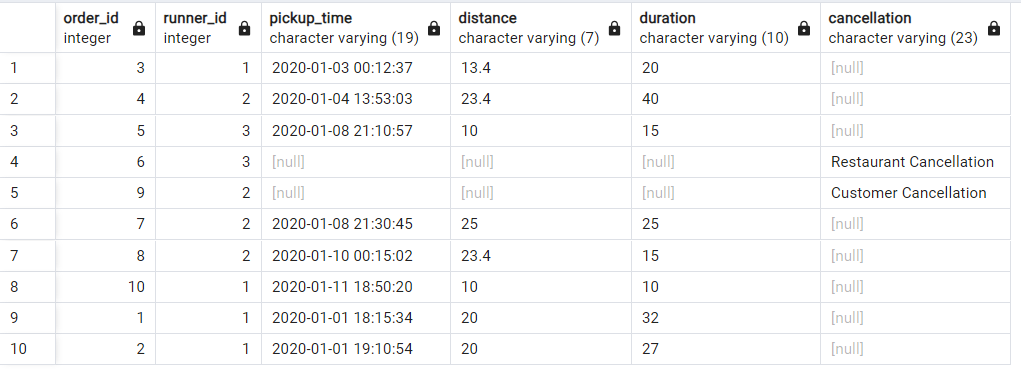 order_id runner_id pickup_time distance duration cancellation
integer integer character varying (19) character varying (7) character varying (10) character varying (23)
1 3 1 2020-01-03 00:12:37 13.4 20 [null]
2 4 2 2020-01-04 13:53:03 23.4 40 [null]
3 5 3 2020-01-08 21:10:57 10 15 [null]
4 6 3 [null] [null] [null] Restaurant Cancellation
5 9 2 [null] [null] [null] Customer Cancellation
6 7 2 2020-01-08 21:30:45 25 25 [null]
7 8 2 2020-01-10 00:15:02 23.4 15 [null]
8 10 1 2020-01-11 18:50:20 10 10 [null]
9 1 1 2020-01-01 18:15:34 20 32 [null]
10 2 1 2020-01-01 19:10:54 20 27 [null]